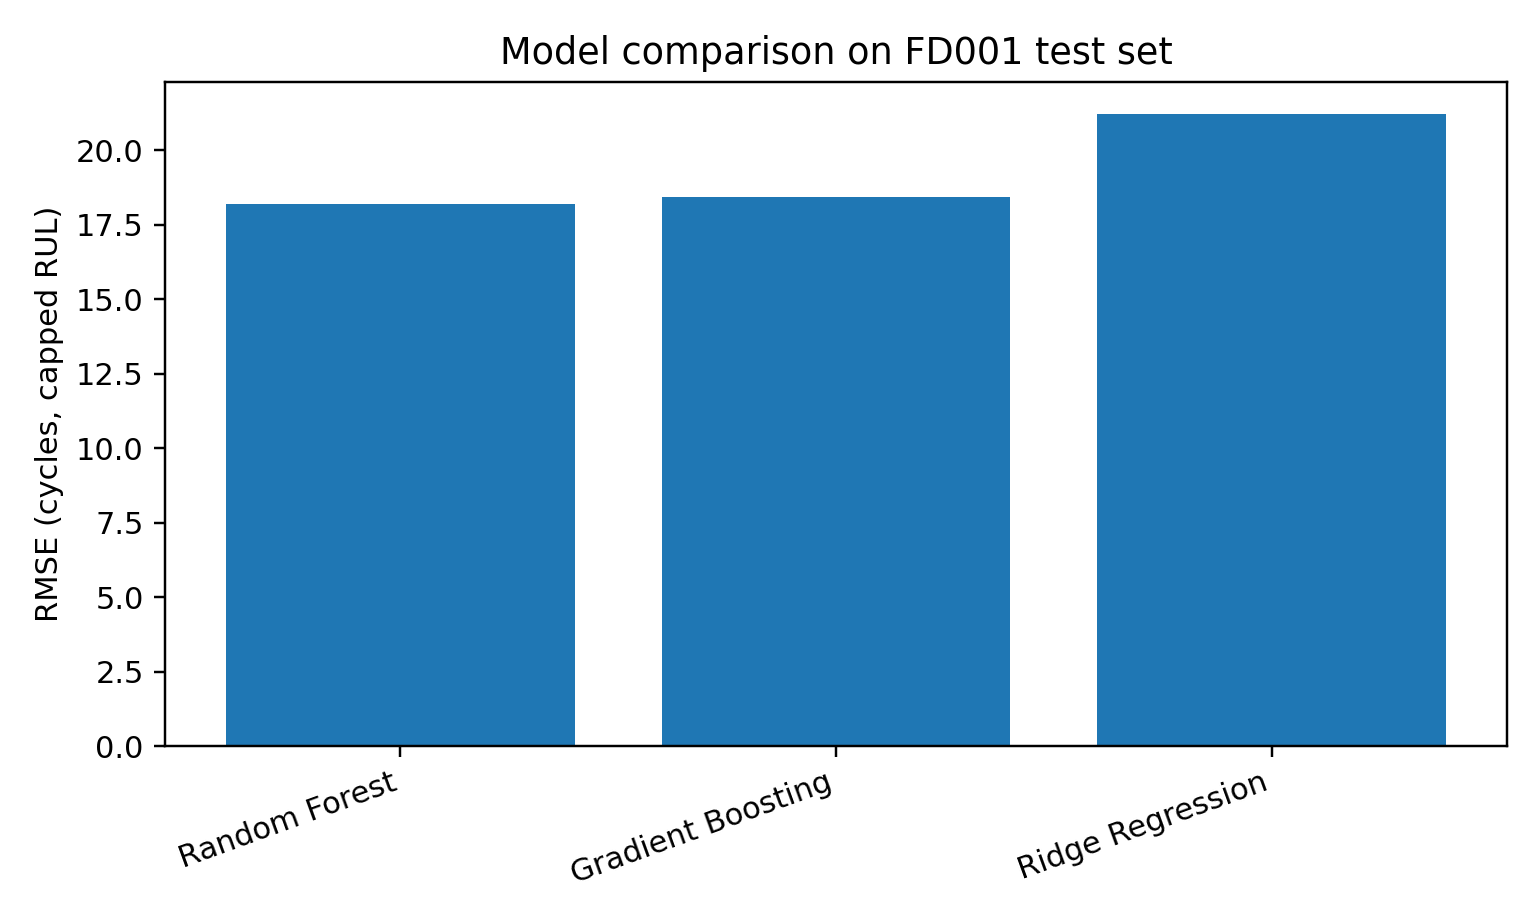 Model comparison on FD001 test set
RMSE (cycles, capped RUL)
20.0
17.5
15.0
12.5
10.0
7.5
5.0
2.5
0.0
Random Forest
Gradient Boosting
Ridge Regression